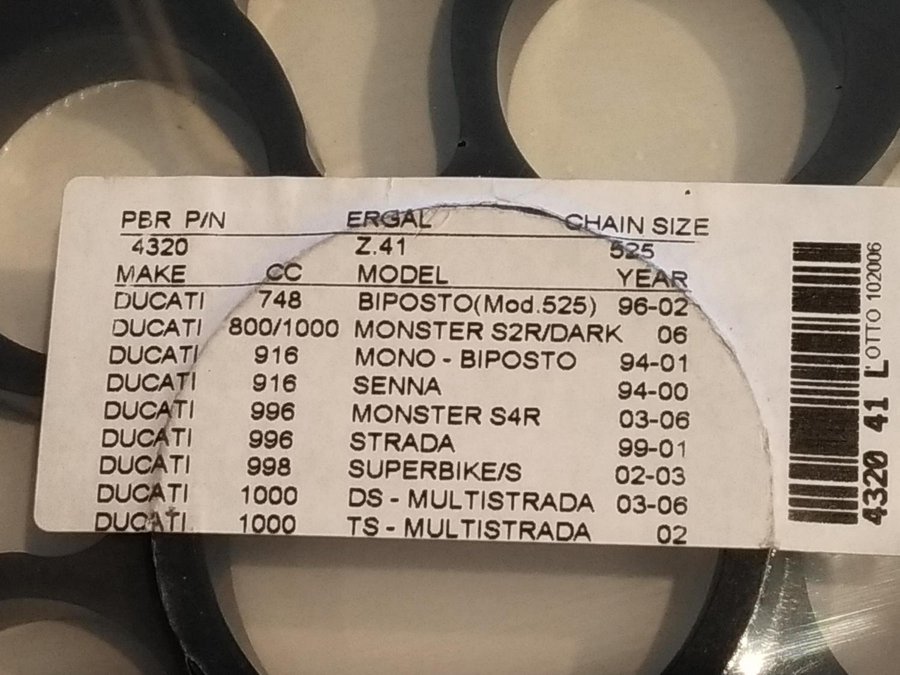 PBR P/N ERGAL CHAIN SIZE
4320 Z.41 525
MAKE CC MODEL YEAR
DUCATI 748 BIPOSTO(Mod.525) 96-02
DUCATI 800/1000 MONSTER S2R/DARK 06
DUCATI 916 MONO - BIPOSTO 94-01
DUCATI 916 SENNA 94-00
DUCATI 996 MONSTER S4R 03-06
DUCATI 996 STRADA 99-01
DUCATI 998 SUPERBIKE/S 02-03
DUCATI 1000 DS - MULTISTRADA 03-06
DUCATI 1000 TS - MULTISTRADA 02
LOTTO 102006
4320 41 L